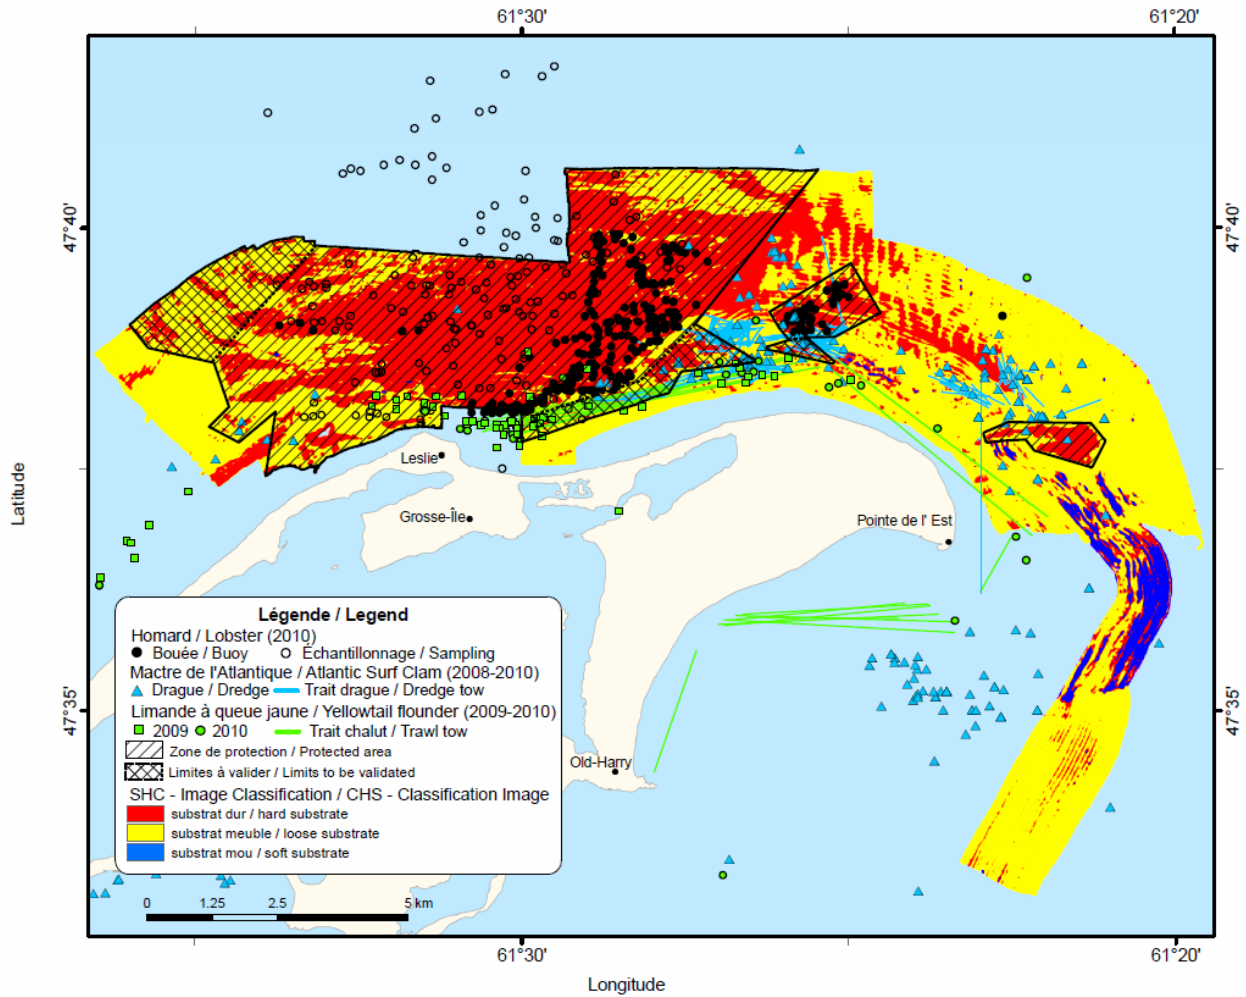 61°30'
61°20'
47°40'
47°40'
Latitude
Leslie
Grosse-Île
Pointe de l' Est
Légende / Legend
Homard / Lobster (2010)
Bouée / Buoy
Échantillonnage / Sampling
Mactre de l'Atlantique / Atlantic Surf Clam (2008-2010)
Drague / Dredge
Trait drague / Dredge tow
Limande à queue jaune / Yellowtail flounder (2009-2010)
2009
2010
Trait chalut / Trawl tow
Zone de protection / Protected area
Limites à valider / Limits to be validated
SHC - Image Classification / CHS - Classification Image
substrat dur / hard substrate
substrat meuble / loose substrate
substrat mou / soft substrate
47°35'
47°35'
Old-Harry
0
1.25
2.5
5 km
61°30'
61°20'
Longitude